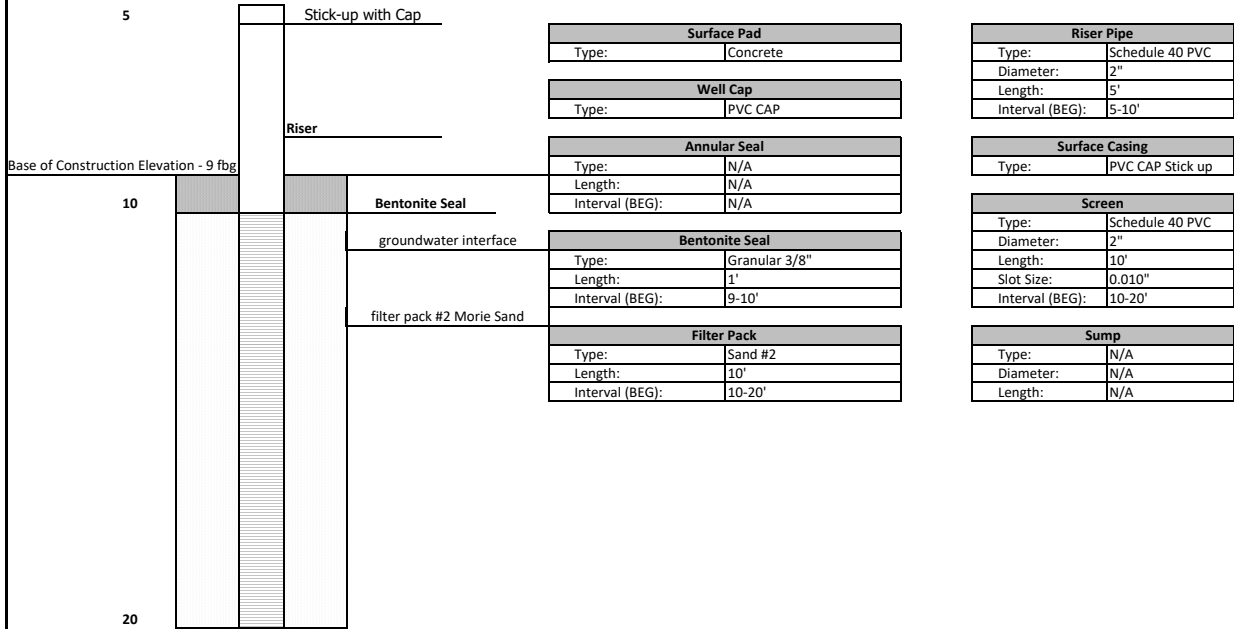 5
Stick-up with Cap
Riser
Base of Construction Elevation - 9 fbg
10
Bentonite Seal
groundwater interface
filter pack #2 Morie Sand
20
Surface Pad
Type: Concrete
Well Cap
Type: PVC CAP
Annular Seal
Type: N/A
Length: N/A
Interval (BEG): N/A
Bentonite Seal
Type: Granular 3/8"
Length: 1'
Interval (BEG): 9-10'
Filter Pack
Type: Sand #2
Length: 10'
Interval (BEG): 10-20'
Riser Pipe
Type: Schedule 40 PVC
Diameter: 2"
Length: 5'
Interval (BEG): 5-10'
Surface Casing
Type: PVC CAP Stick up
Screen
Type: Schedule 40 PVC
Diameter: 2"
Length: 10'
Slot Size: 0.010"
Interval (BEG): 10-20'
Sump
Type: N/A
Diameter: N/A
Length: N/A